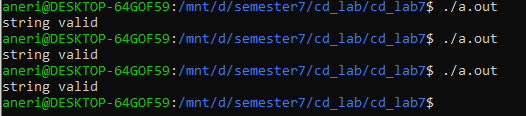 aneri@DESKTOP-64GOF59:/mnt/d/semester7/cd_lab/cd_lab7$ ./a.out
string valid
aneri@DESKTOP-64GOF59:/mnt/d/semester7/cd_lab/cd_lab7$ ./a.out
string valid
aneri@DESKTOP-64GOF59:/mnt/d/semester7/cd_lab/cd_lab7$ ./a.out
string valid
aneri@DESKTOP-64GOF59:/mnt/d/semester7/cd_lab/cd_lab7$